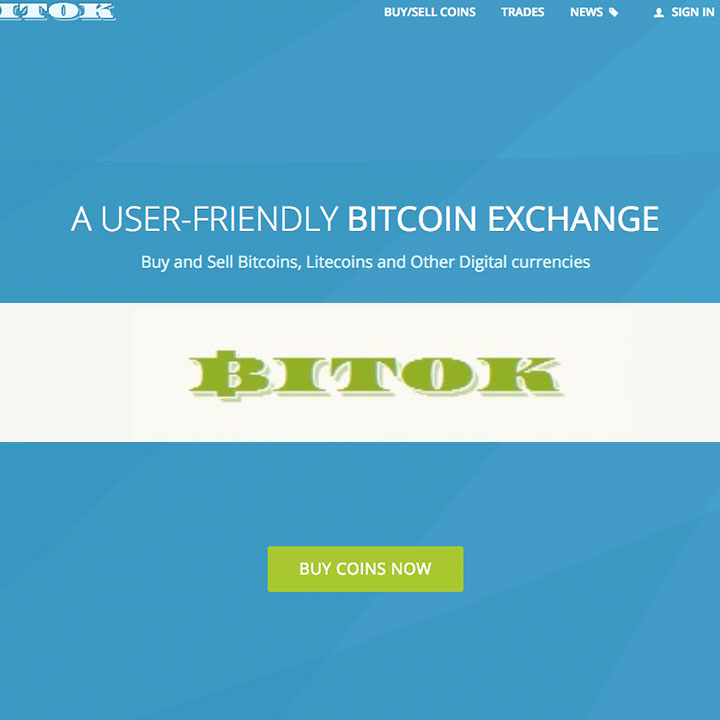 ITOK
BUY/SELL COINS TRADES NEWS SIGN IN
A USER-FRIENDLY BITCOIN EXCHANGE
Buy and Sell Bitcoins, Litecoins and Other Digital currencies
₿ITOK
BUY COINS NOW